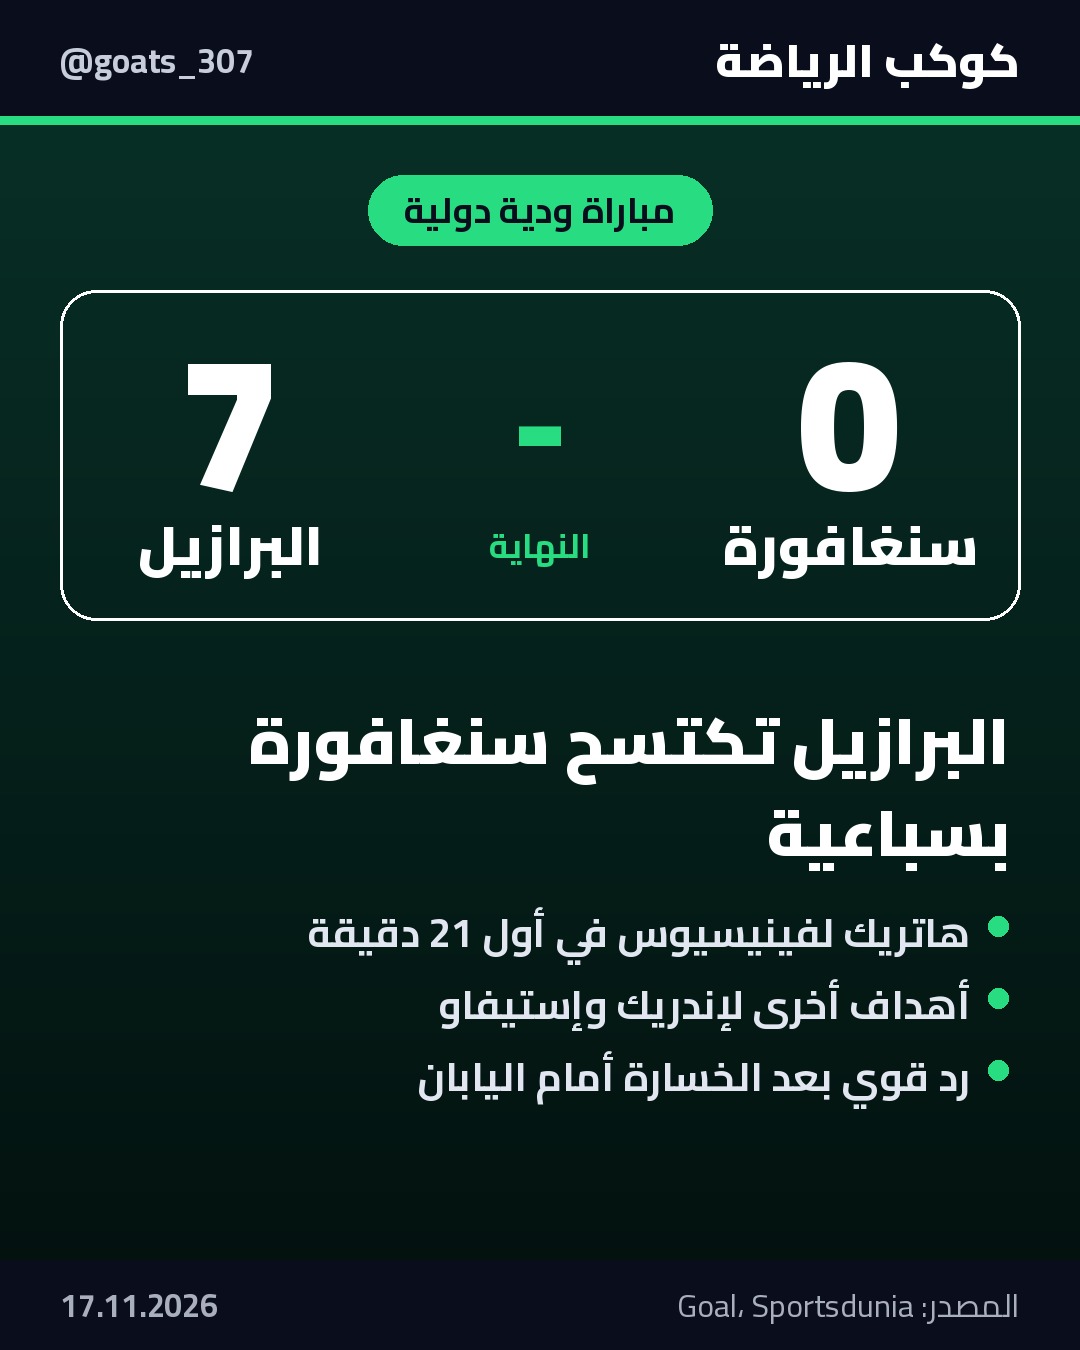 كوكب الرياضة
@goats_307
مباراة ودية دولية
0 - 7
سنغافورة النهاية البرازيل
البرازيل تكتسح سنغافورة
بسباعية
هاتريك لفينيسيوس في أول 21 دقيقة
أهداف أخرى لإندريك وإستيفاو
رد قوي بعد الخسارة أمام اليابان
المصدر: Goal، Sportsdunia
17.11.2026